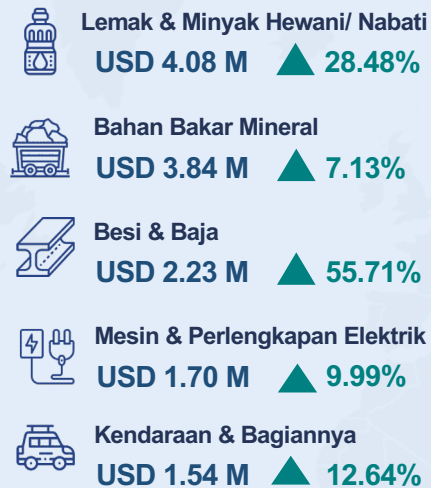 Lemak & Minyak Hewani/ Nabati
USD 4.08 M 28.48%
Bahan Bakar Mineral
USD 3.84 M 7.13%
Besi & Baja
USD 2.23 M 55.71%
Mesin & Perlengkapan Elektrik
USD 1.70 M 9.99%
Kendaraan & Bagiannya
USD 1.54 M 12.64%